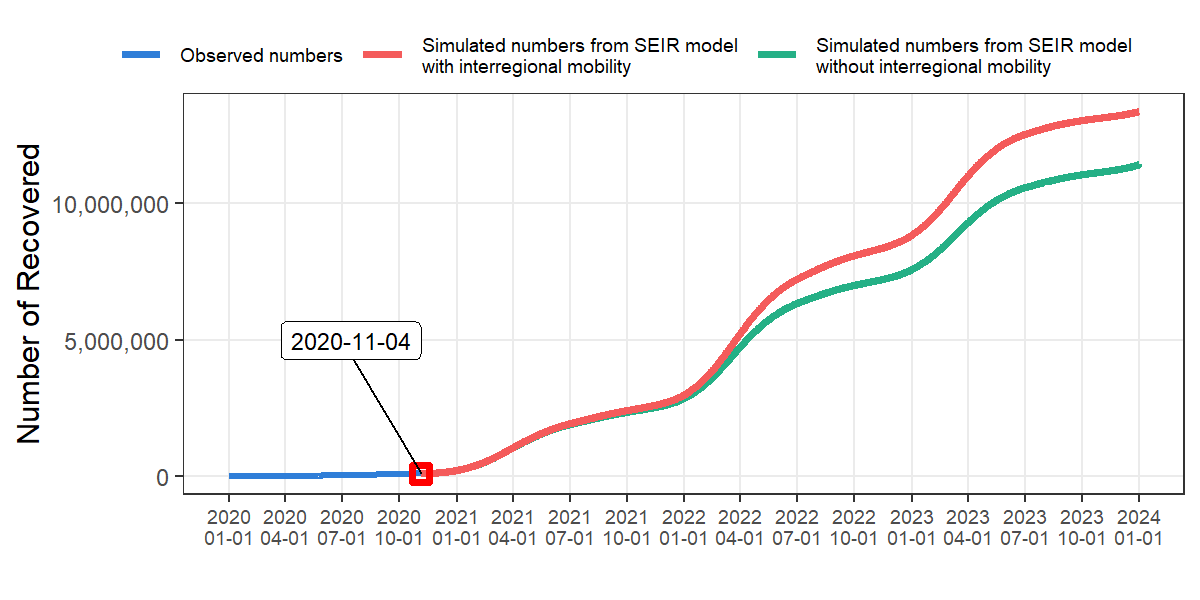 Observed numbers
Simulated numbers from SEIR model
with interregional mobility
Simulated numbers from SEIR model
without interregional mobility
Number of Recovered
10,000,000
5,000,000
0
2020-11-04
2020 2020 2020 2020 2021 2021 2021 2021 2022 2022 2022 2022 2023 2023 2023 2023 2024
01-01 04-01 07-01 10-01 01-01 04-01 07-01 10-01 01-01 04-01 07-01 10-01 01-01 04-01 07-01 10-01 01-01